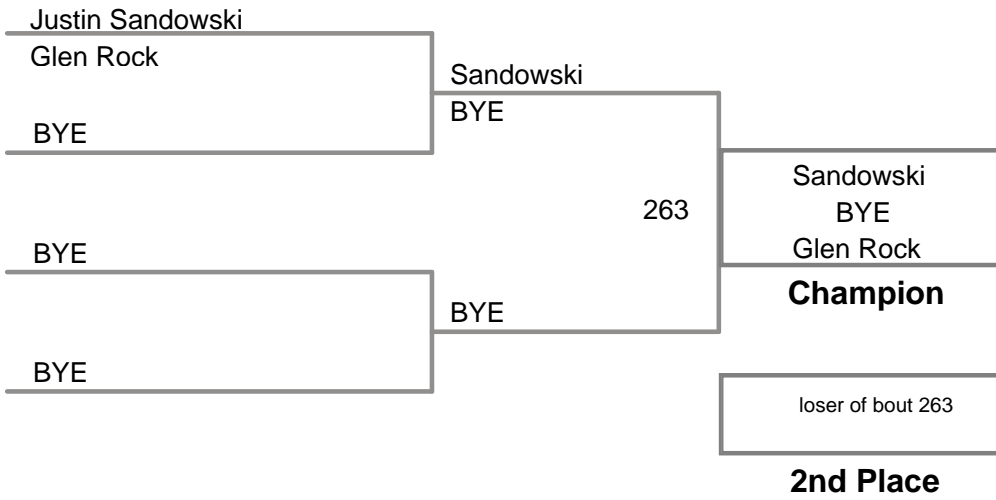 Justin Sandowski
Glen Rock
BYE
BYE
BYE
Sandowski
BYE
BYE
263
Sandowski
BYE
Glen Rock
Champion
loser of bout 263
2nd Place